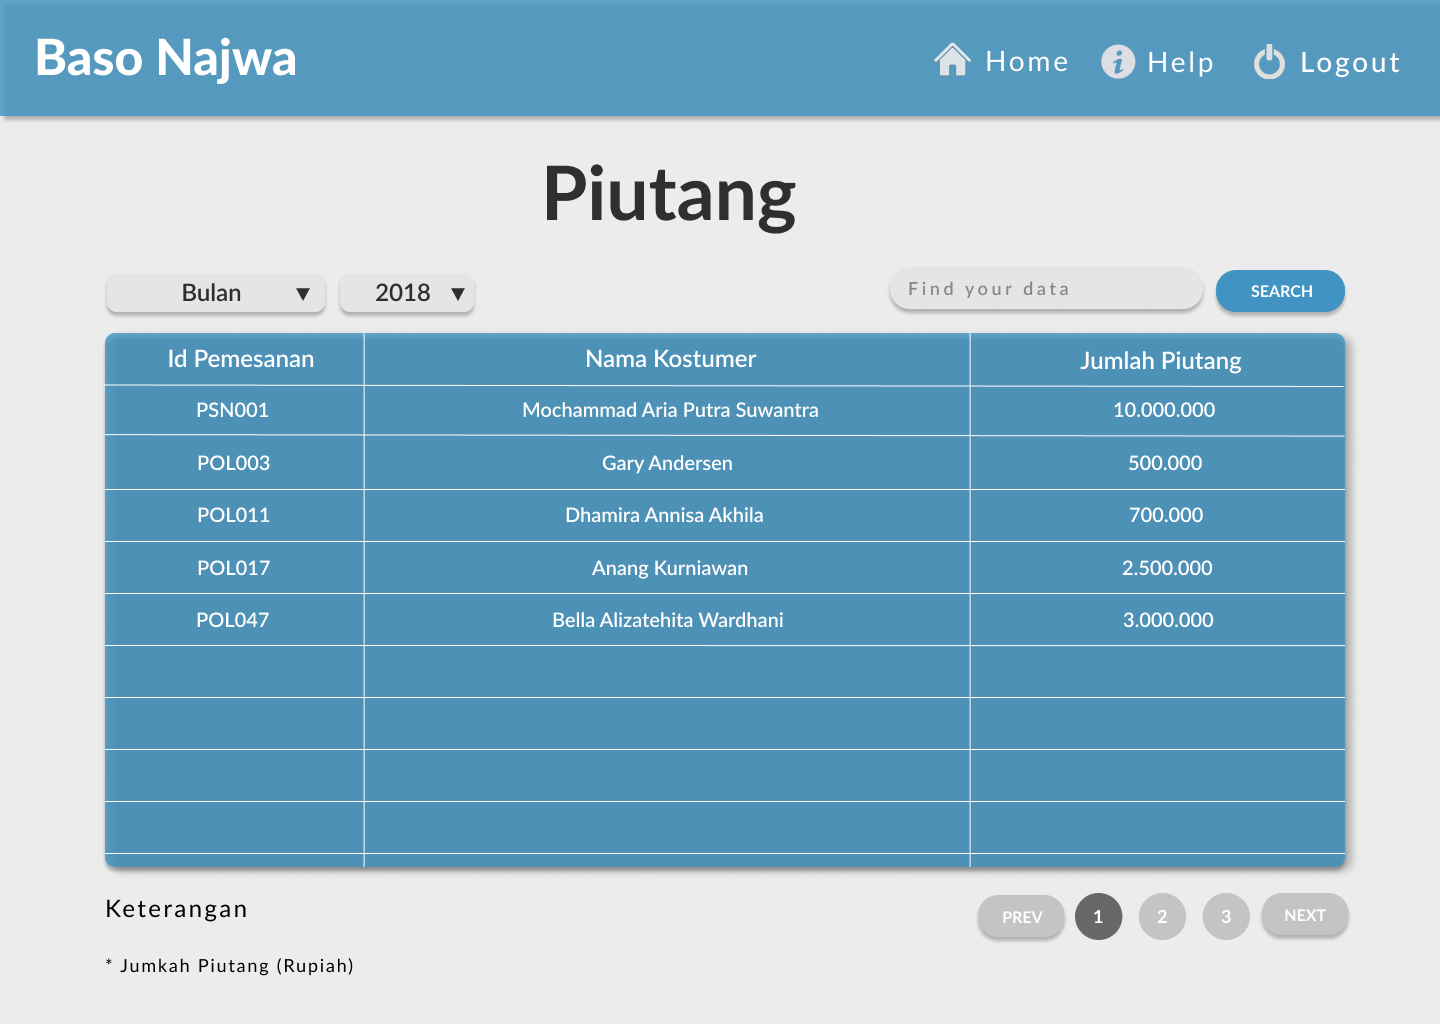 Baso Najwa
Home Help Logout
Piutang
Bulan 2018 Find your data SEARCH
Id Pemesanan Nama Kostumer Jumlah Piutang
PSN001 Mochammad Aria Putra Suwantra 10.000.000
POL003 Gary Andersen 500.000
POL011 Dhamira Annisa Akhila 700.000
POL017 Anang Kurniawan 2.500.000
POL047 Bella Alizatehita Wardhani 3.000.000
Keterangan
PREV 1 2 3 NEXT
* Jumkah Piutang (Rupiah)